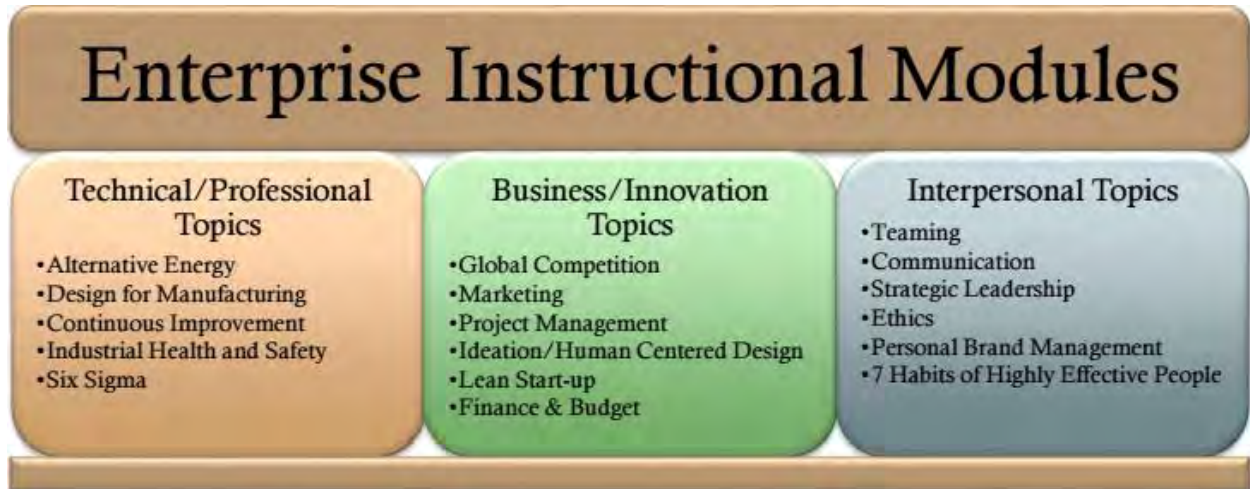 Enterprise Instructional Modules
Technical/Professional
Topics
•Alternative Energy
•Design for Manufacturing
•Continuous Improvement
•Industrial Health and Safety
•Six Sigma
Business/Innovation
Topics
•Global Competition
•Marketing
•Project Management
•Ideation/Human Centered Design
•Lean Start-up
•Finance & Budget
Interpersonal Topics
•Teaming
•Communication
•Strategic Leadership
•Ethics
•Personal Brand Management
•7 Habits of Highly Effective People